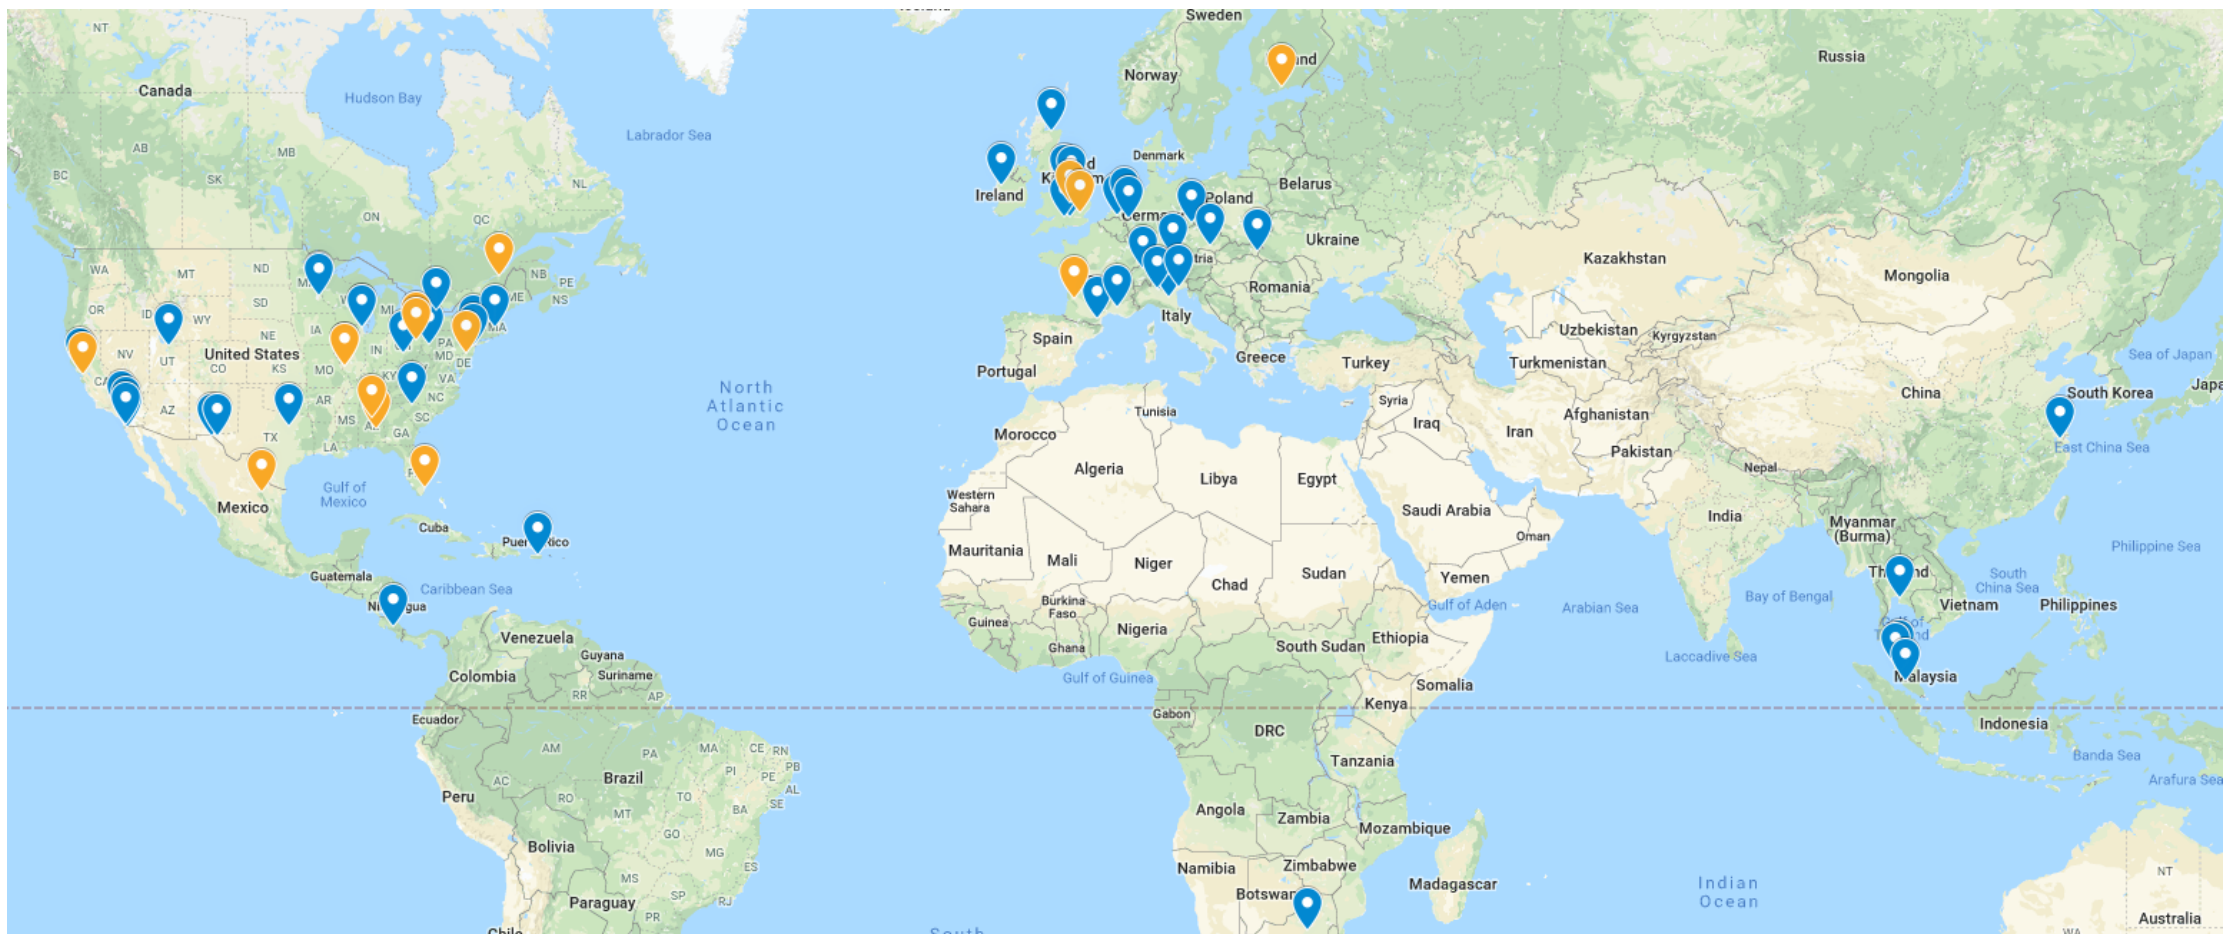 Sweden
NT
Russia
Norway
Canada
Hudson Bay
Labrador Sea
Denmark
AB
MB
BC
SK
NL
Ireland
Poland
Belarus
ON
QC
Ukraine
WA
MT
ND
NB
PE
NS
ME
Kazakhstan
Mongolia
Romania
OR
ID
WY
SD
MI
IA
MA
Italy
Uzbekistan
Kyrgyzstan
NV
UT
United States
NE
IN
PA
MD
DE
Spain
Greece
Turkey
Turkmenistan
Sea of Japan
CO
KS
MO
KY
VA
Portugal
China
South Korea
North
Atlantic
Ocean
AZ
AR
NC
Syria
Afghanistan
Tunisia
MS
SC
Iraq
Iran
TX
LA
GA
Morocco
Pakistan
East China Sea
Algeria
Libya
Egypt
Nepal
Gulf of
Mexico
Western
Sahara
Saudi Arabia
India
Myanmar
(Burma)
Mexico
Cuba
Oman
Mauritania
Mali
Niger
Chad
Sudan
Yemen
Philippine Sea
Guatemala
Caribbean Sea
South
China Sea
Bay of Bengal
Arabian Sea
Gulf of Aden
Burkina
Faso
Vietnam
Philippines
Guinea
Nigeria
Ethiopia
Venezuela
Ghana
South Sudan
Guyana
Suriname
Laccadive Sea
Colombia
Gulf of Guinea
Somalia
RR
AP
Kenya
Gabon
Ecuador
DRC
Indonesia
AM
PA
MA
CE
RN
PB
PE
PI
AL
SE
Banda Sea
Tanzania
Brazil
AC
RO
TO
BA
Peru
MT
GO
Angola
Zambia
Mozambique
Bolivia
MG
ES
Namibia
Zimbabwe
Madagascar
Indian
Ocean
NT
MS
SP
RJ
Paraguay
PR
Australia